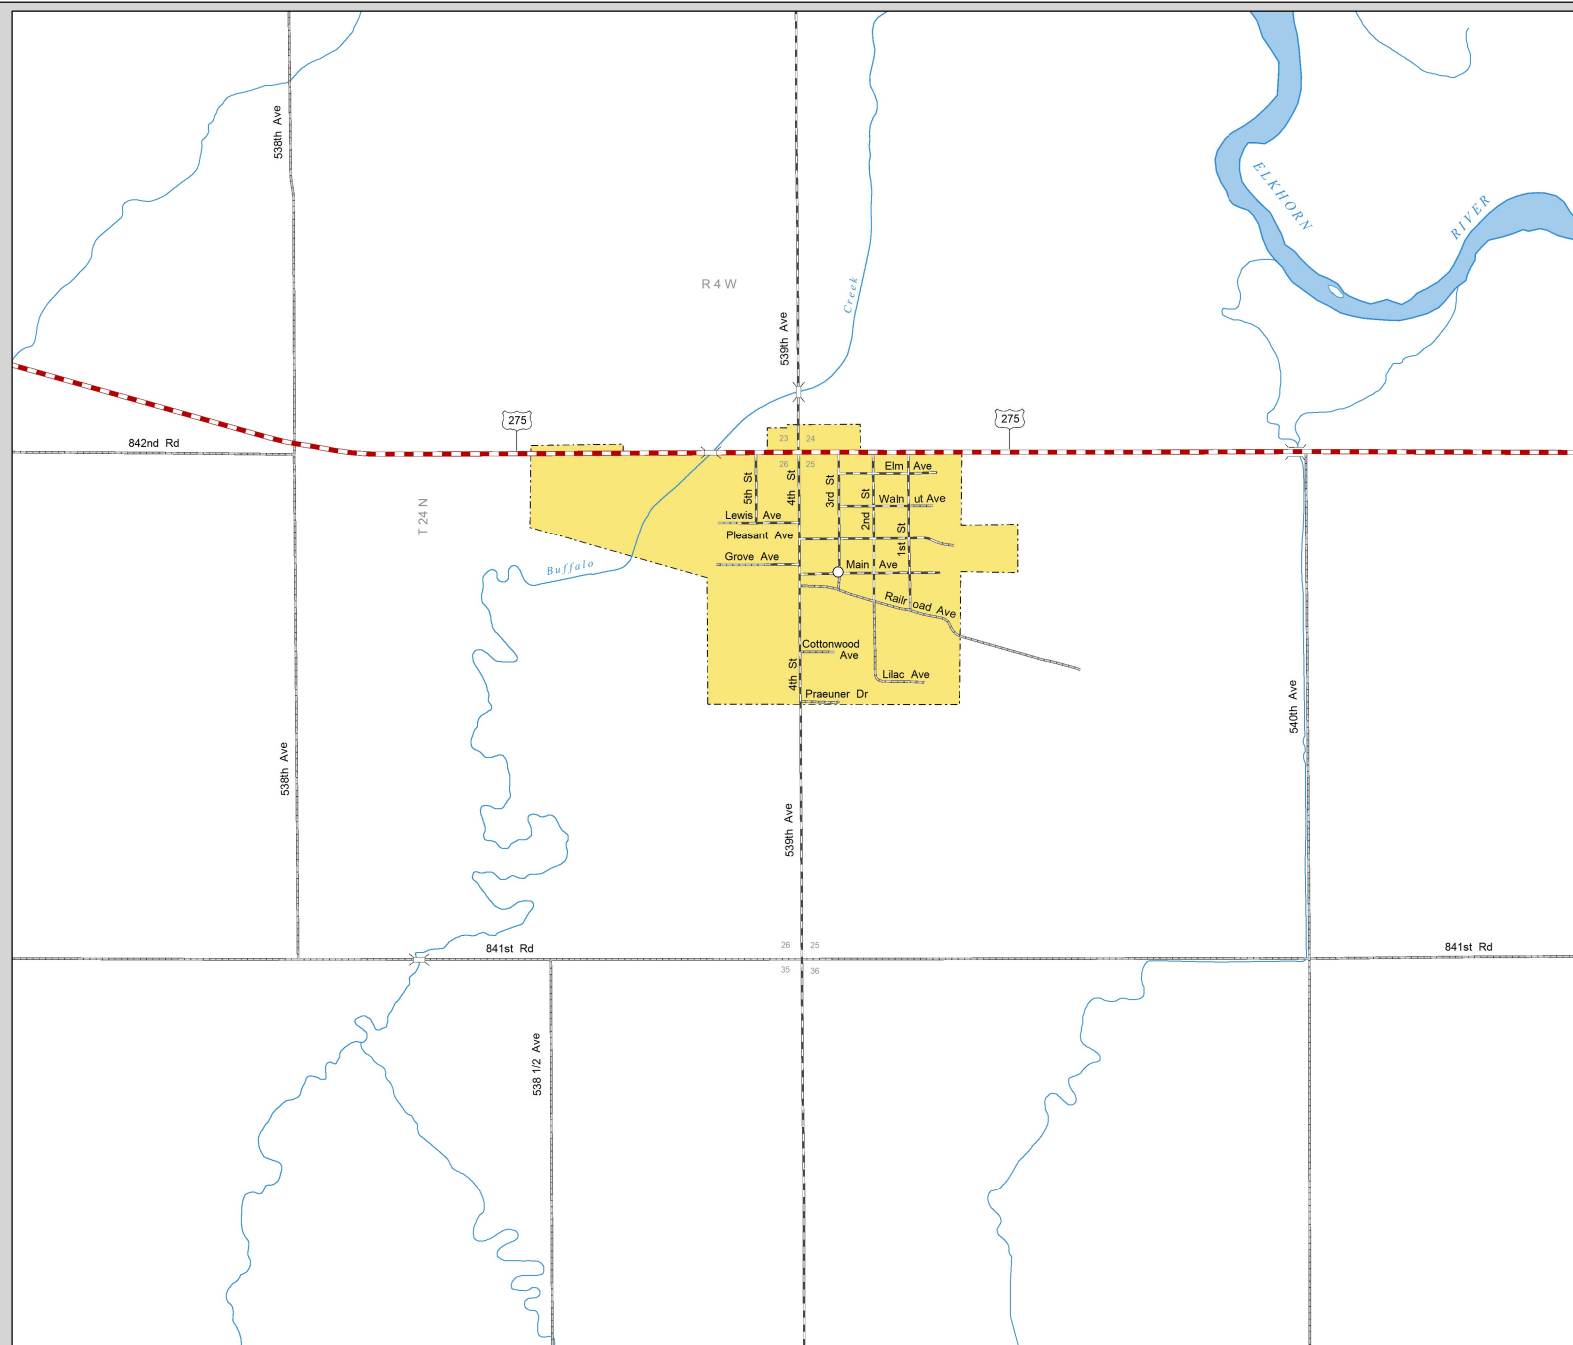 538th Ave
ELKHORN
RIVER
R 4 W
Creek
539th Ave
275
275
842nd Rd
23
24
26
25
T 24 N
5th St
4th St
3rd St
2nd St
1st St
Elm Ave
Waln ut Ave
Lewis Ave
Pleasant Ave
Grove Ave
Main Ave
Buffalo
Railr oad Ave
Cottonwood
Ave
4th St
Lilac Ave
Praeuner Dr
540th Ave
538th Ave
539th Ave
841st Rd
26
25
841st Rd
35
36
538 1/2 Ave